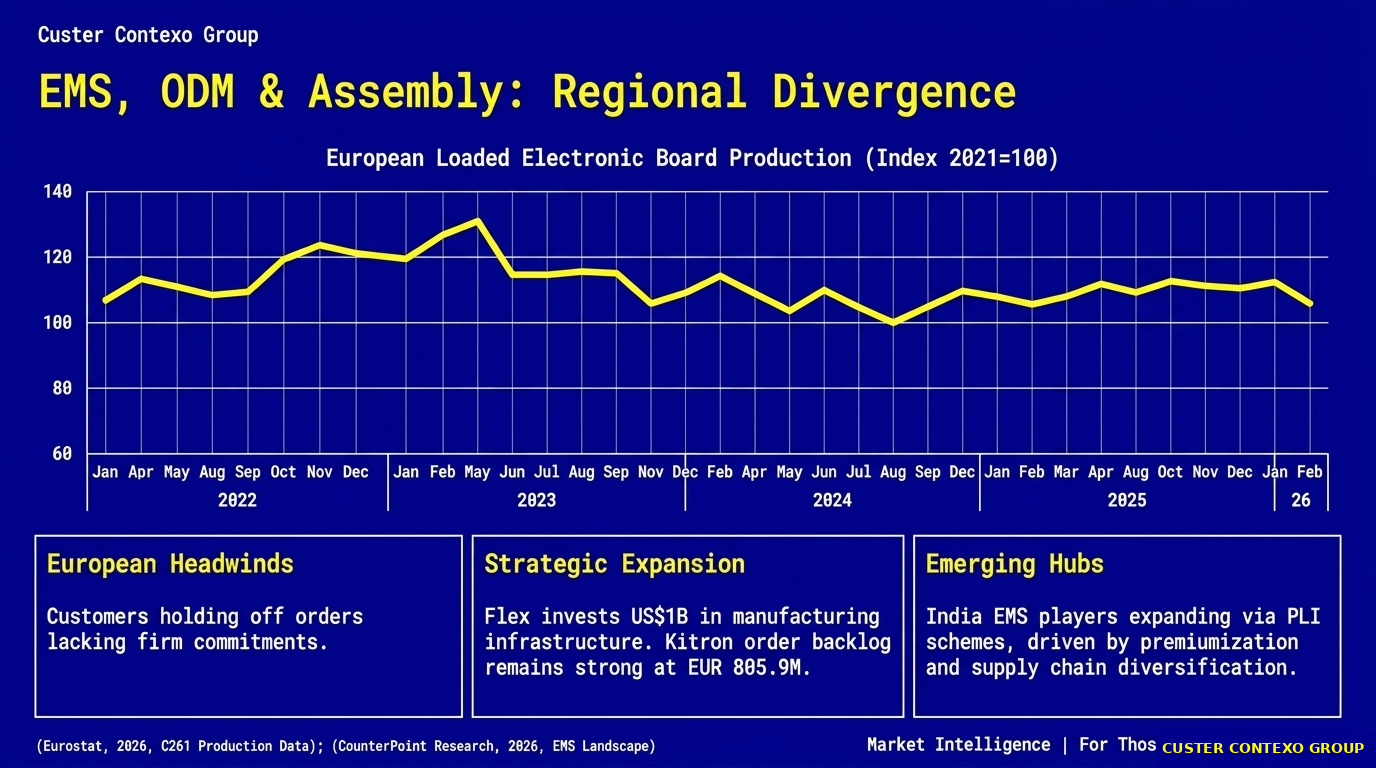 Custer Contexo Group
EMS, ODM & Assembly: Regional Divergence
European Loaded Electronic Board Production (Index 2021=100)
140
120
100
80
60
Jan Apr May Aug Sep Oct Nov Dec Jan Feb May Jun Jul Aug Sep Nov Dec Feb Apr May Jun Jul Aug Sep Dec Jan Feb Mar Apr Aug Oct Nov Dec Jan Feb
2022 2023 2024 2025 26
European Headwinds
Customers holding off orders
lacking firm commitments.
Strategic Expansion
Flex invests US$1B in manufacturing
infrastructure. Kitron order backlog
remains strong at EUR 805.9M.
Emerging Hubs
India EMS players expanding via PLI
schemes, driven by premiumization
and supply chain diversification.
(Eurostat, 2026, C261 Production Data); (CounterPoint Research, 2026, EMS Landscape)
Market Intelligence | For Thos
CUSTER CONTEXO GROUP